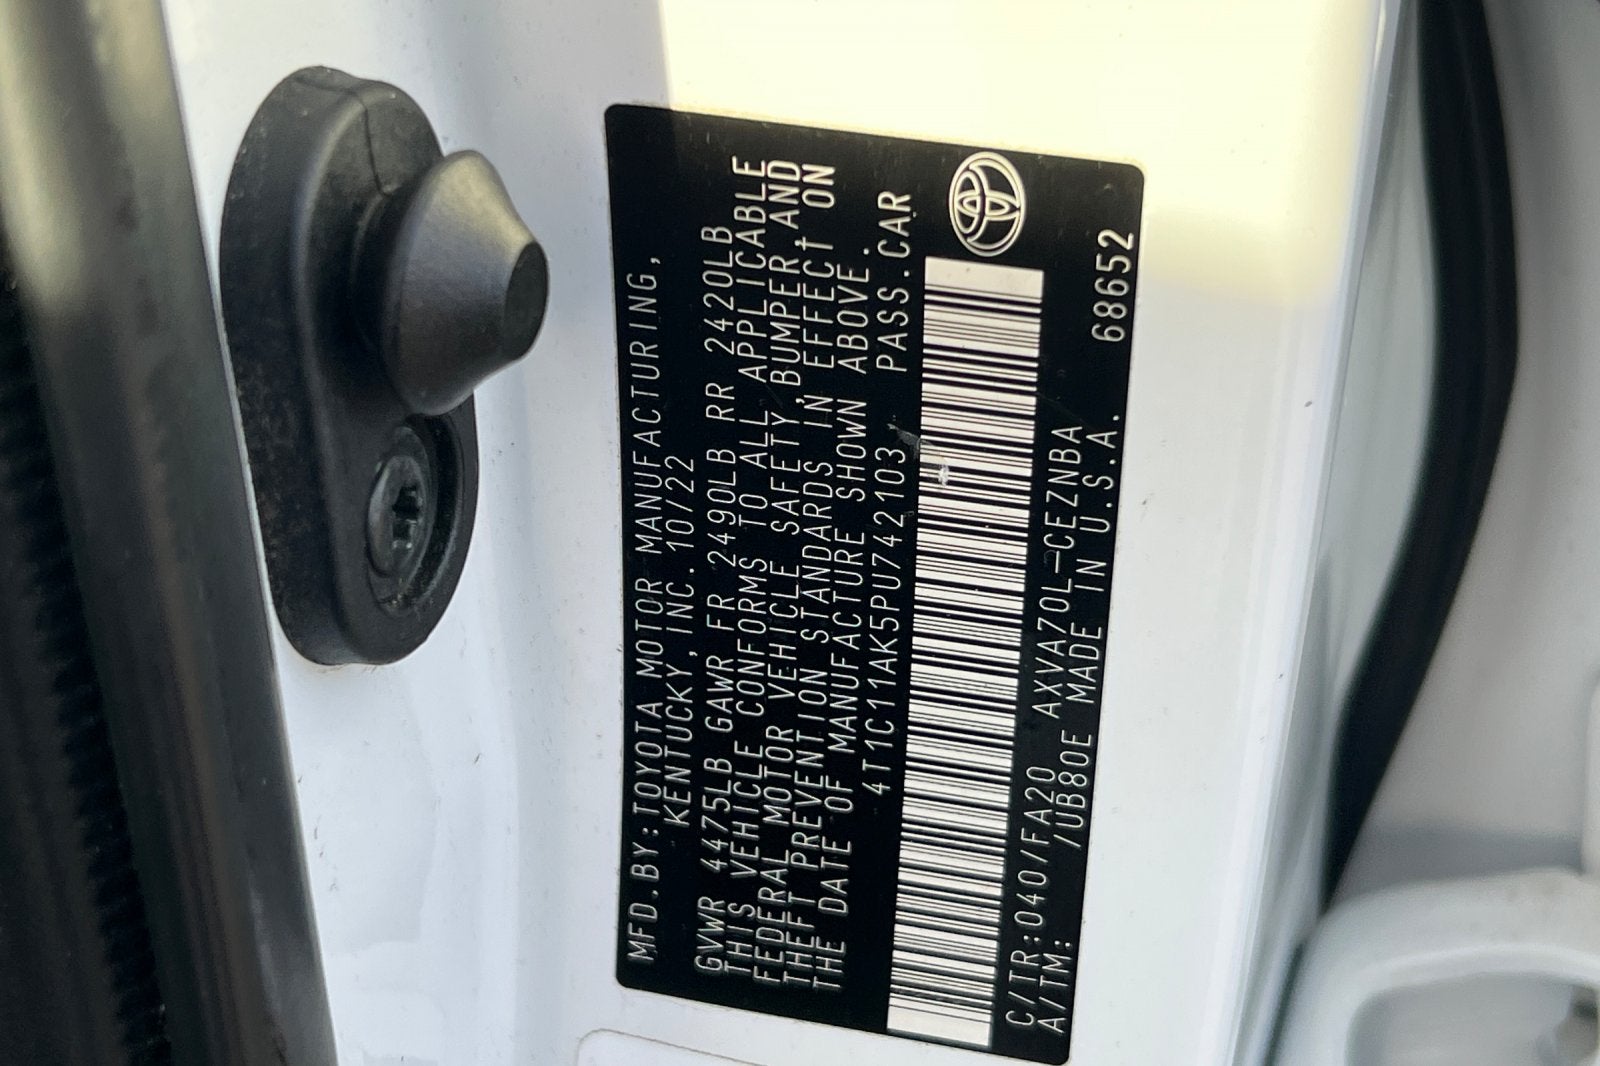 MFD.BY:TOYOTA MOTOR MANUFACTURING,
KENTUCKY,INC. 10/22
GVWR 4475LB GAWR FR 2490LB RR 2420LB
THIS VEHICLE CONFORMS TO ALL APPLICABLE
FEDERAL MOTOR VEHICLE SAFETY,BUMPER,AND
THEFT PREVENTION STANDARDS IN EFFECT ON
THE DATE OF MANUFACTURE SHOWN ABOVE.
4T1C11AK5PU742103 PASS.CAR
C/TR:040/FA20 AXVA70L-CEZNBA
A/TM: /UB80E MADE IN U.S.A. 68652